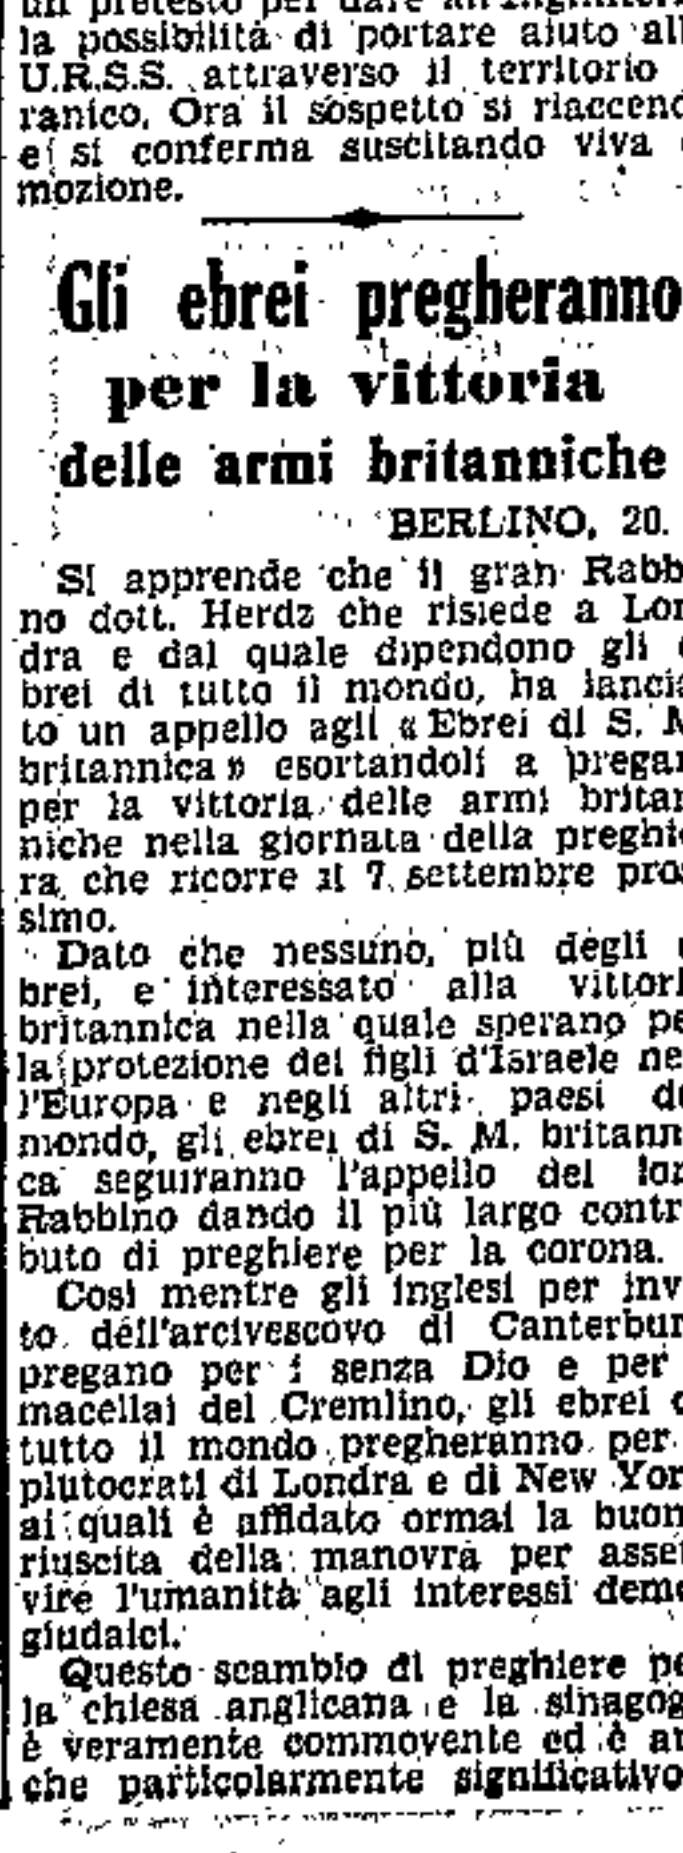 un pretesto per dare all'Inghilterr
la possibilità di portare aiuto all
U.R.S.S. attraverso il territorio
ranico. Ora il sospetto si riaccend
e si conferma suscitando viva
mozione.
Gli ebrei pregheranno
per la vittoria
delle armi britanniche
BERLINO, 20.
Si apprende che il gran Rabb
no dott. Herdz che risiede a Lon
dra e dal quale dipendono gli e
brei di tutto il mondo, ha lancia
to un appello agli « Ebrei di S. M
britannica » esortandoli a pregar
per la vittoria delle armi britan
niche nella giornata della preghie
ra che ricorre il 7 settembre pros
simo.
Dato che nessuno, più degli e
brei, e interessato alla vittori
britannica nella quale sperano pe
la protezione dei figli d'Israele ne
l'Europa e negli altri paesi de
mondo, gli ebrei di S. M. britann
ca seguiranno l'appello del lor
Rabbino dando il più largo contr
buto di preghiere per la corona.
Così mentre gli inglesi per inv
to dell'arcivescovo di Canterbur
pregano per i senza Dio e per
macellai del Cremlino, gli ebrei d
tutto il mondo pregheranno per
plutocrati di Londra e di New Yor
ai quali è affidato ormai la buon
riuscita della manovra per asser
vire l'umanità agli interessi demo
giudaici.
Questo scambio di preghiere pe
la chiesa anglicana e la sinagog
è veramente commovente ed è an
che particolarmente significativo